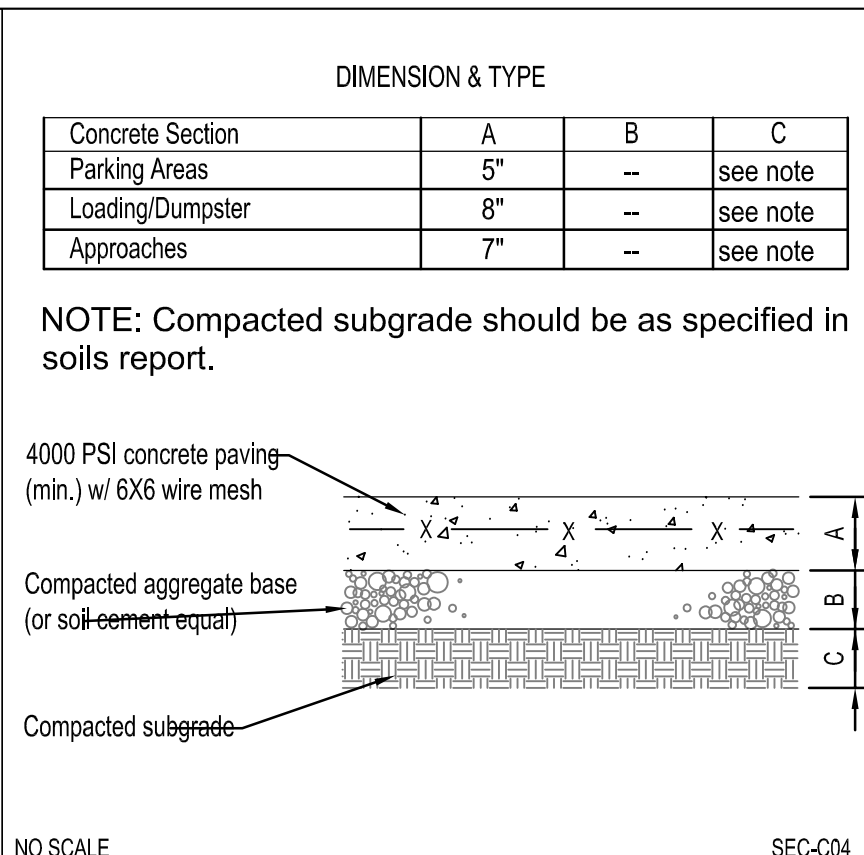 DIMENSION & TYPE
Concrete Section A B C
Parking Areas 5" -- see note
Loading/Dumpster 8" -- see note
Approaches 7" -- see note
NOTE: Compacted subgrade should be as specified in
soils report.
4000 PSI concrete paving
(min.) w/ 6X6 wire mesh
X X X
A
Compacted aggregate base
(or soil cement equal)
B
C
Compacted subgrade
NO SCALE SEC-C04